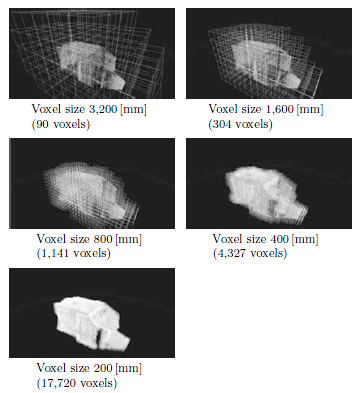 Voxel size 3,200 [mm]
(90 voxels)
Voxel size 1,600 [mm]
(304 voxels)
Voxel size 800 [mm]
(1,141 voxels)
Voxel size 400 [mm]
(4,327 voxels)
Voxel size 200 [mm]
(17,720 voxels)